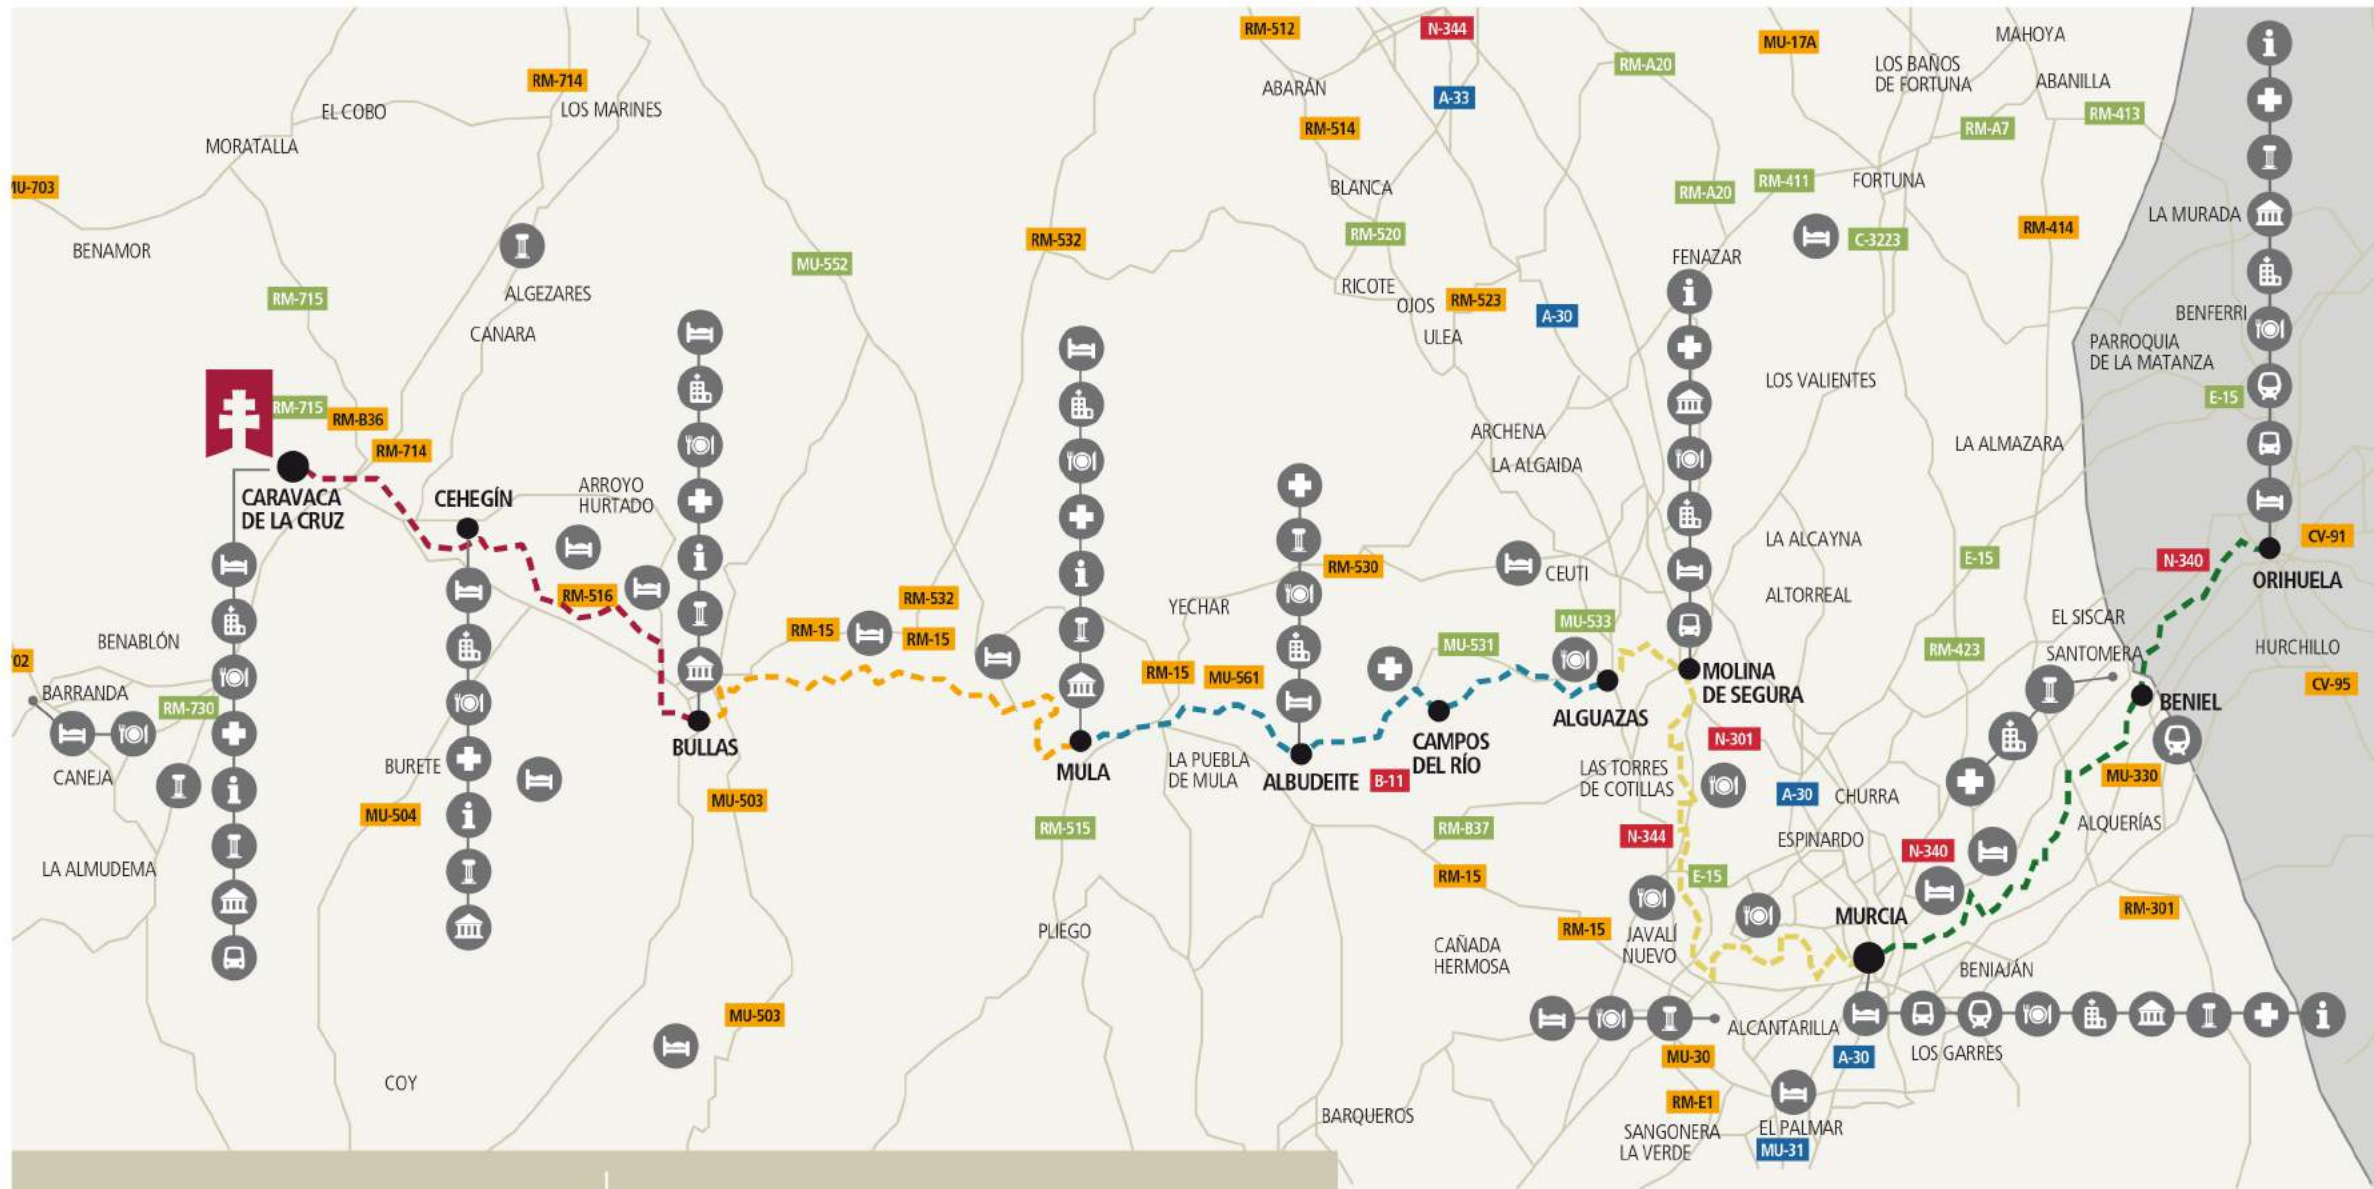 RM-512
N-344
MU-17A
MAHOYA
RM-714
EL COBO
LOS MARINES
ABARÁN
A-33
RM-A20
LOS BAÑOS
DE FORTUNA
ABANILLA
RM-413
RM-514
RM-A7
MORATALLA
MU-703
BLANCA
RM-A20
RM-411
FORTUNA
LA MURADA
BENAMOR
RM-532
RM-520
C-3223
RM-414
MU-552
FENAZAR
RM-715
ALGEZARES
RICOTE
OJOS
RM-523
A-30
BENFERRI
CANARA
ULEA
PARROQUIA
DE LA MATANZA
LOS VALIENTES
E-15
RM-715
RM-B36
RM-714
ARCHENA
LA ALGAIDA
LA ALMAZARA
CARAVACA
DE LA CRUZ
CEHEGÍN
ARROYO
HURTADO
LA ALCAYNA
E-15
N-340
CV-91
ORIHUELA
RM-530
CEUTI
RM-516
RM-532
YECHAR
ALTORREAL
MU-533
EL SISCAR
BENABLÓN
RM-15
RM-15
MU-531
RM-423
SANTOMERA
HURCHILLO
02
BARRANDA
RM-730
RM-15
MU-561
MOLINA
DE SEGURA
CV-95
BENIEL
ALGUAZAS
BULLAS
CAMPOS
DEL RÍO
N-301
CANEJA
BURETE
MULA
LA PUEBLA
DE MULA
ALBUDEITE
B-11
LAS TORRES
DE COTILLAS
MU-330
MU-504
MU-503
A-30
CHURRA
RM-515
RM-B37
N-344
ESPINARDO
N-340
ALQUERÍAS
LA ALMUDEMA
RM-15
E-15
RM-301
PLIEGO
CAÑADA
HERMOSA
RM-15
JAVALÍ
NUEVO
MURCIA
BENIAJÁN
MU-503
ALCANTARILLA
COY
MU-30
A-30
LOS GARRES
RM-E1
BARQUEROS
SANGONERA
LA VERDE
EL PALMAR
MU-31